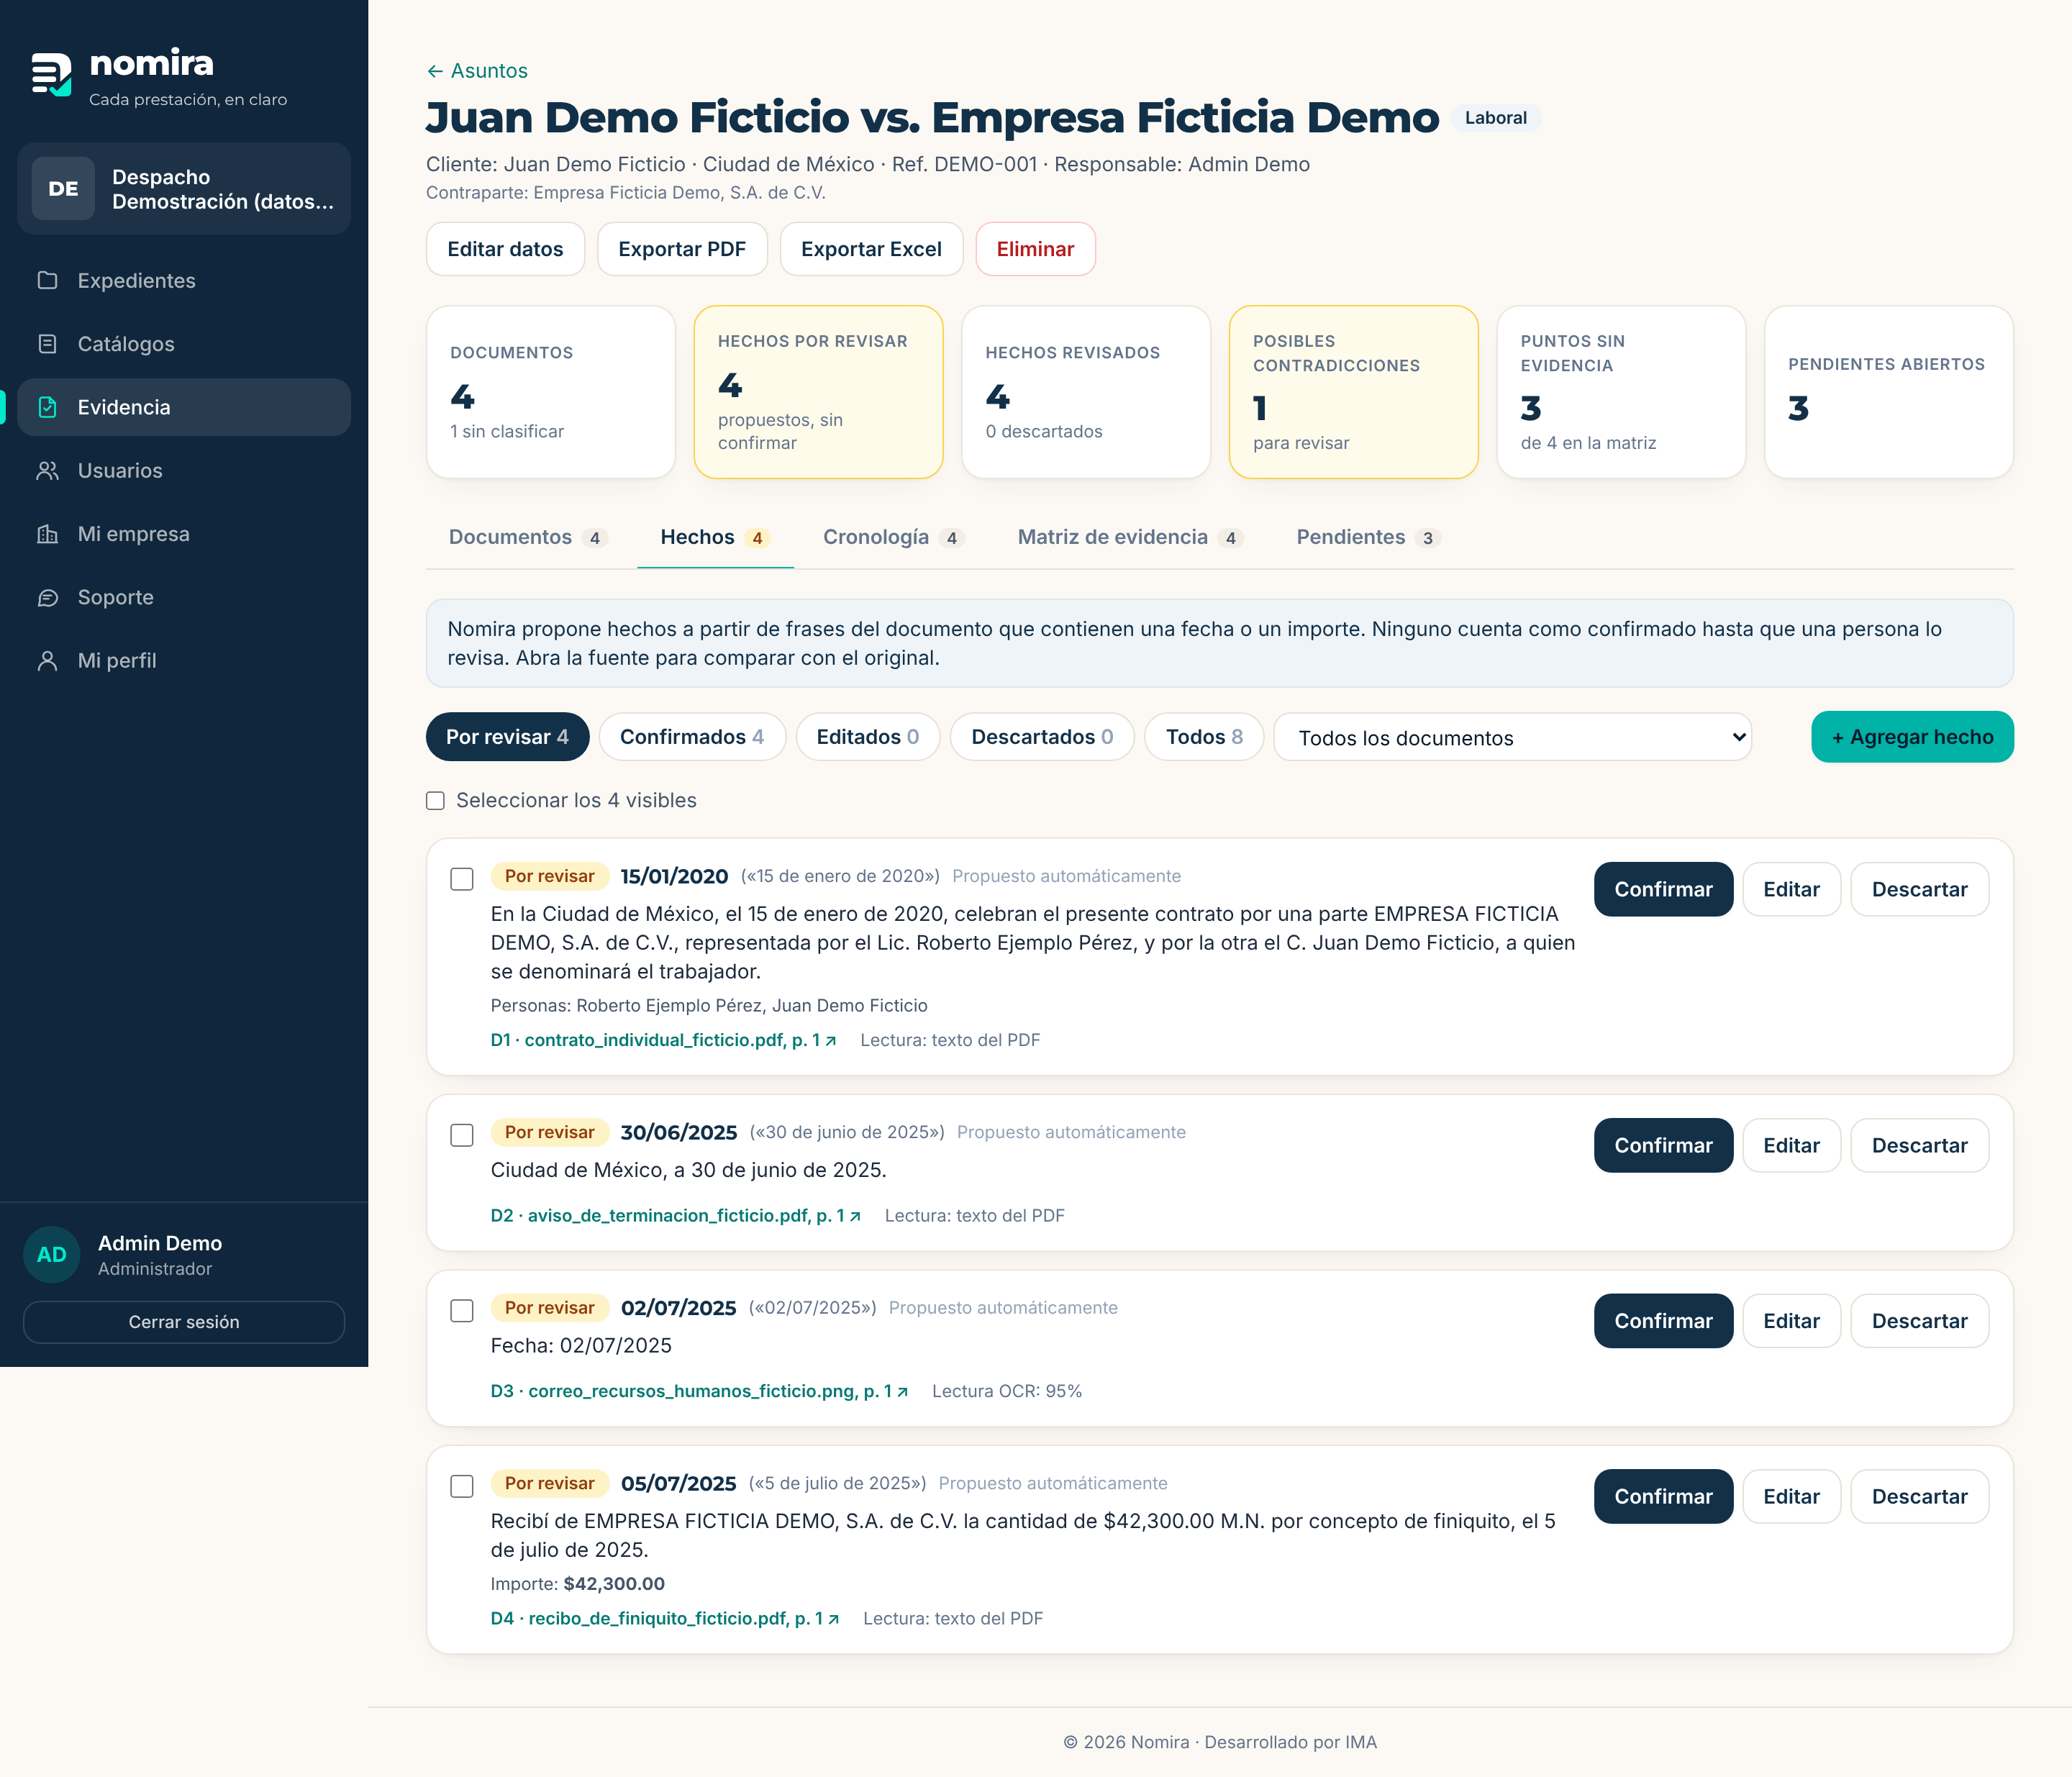 nomira
Cada prestación, en claro
DE
Despacho
Demostración (datos...
Expedientes
Catálogos
Evidencia
Usuarios
Mi empresa
Soporte
Mi perfil
AD
Admin Demo
Administrador
Cerrar sesión
← Asuntos
Juan Demo Ficticio vs. Empresa Ficticia Demo Laboral
Cliente: Juan Demo Ficticio · Ciudad de México · Ref. DEMO-001 · Responsable: Admin Demo
Contraparte: Empresa Ficticia Demo, S.A. de C.V.
Editar datos Exportar PDF Exportar Excel Eliminar
DOCUMENTOS
4
1 sin clasificar
HECHOS POR REVISAR
4
propuestos, sin
confirmar
HECHOS REVISADOS
4
0 descartados
POSIBLES
CONTRADICCIONES
1
para revisar
PUNTOS SIN
EVIDENCIA
3
de 4 en la matriz
PENDIENTES ABIERTOS
3
Documentos 4 Hechos 4 Cronología 4 Matriz de evidencia 4 Pendientes 3
Nomira propone hechos a partir de frases del documento que contienen una fecha o un importe. Ninguno cuenta como confirmado hasta que una persona lo
revisa. Abra la fuente para comparar con el original.
Por revisar 4 Confirmados 4 Editados 0 Descartados 0 Todos 8 Todos los documentos + Agregar hecho
Seleccionar los 4 visibles
Por revisar 15/01/2020 («15 de enero de 2020») Propuesto automáticamente Confirmar Editar Descartar
En la Ciudad de México, el 15 de enero de 2020, celebran el presente contrato por una parte EMPRESA FICTICIA
DEMO, S.A. de C.V., representada por el Lic. Roberto Ejemplo Pérez, y por la otra el C. Juan Demo Ficticio, a quien
se denominará el trabajador.
Personas: Roberto Ejemplo Pérez, Juan Demo Ficticio
D1 · contrato_individual_ficticio.pdf, p. 1 ↗ Lectura: texto del PDF
Por revisar 30/06/2025 («30 de junio de 2025») Propuesto automáticamente Confirmar Editar Descartar
Ciudad de México, a 30 de junio de 2025.
D2 · aviso_de_terminacion_ficticio.pdf, p. 1 ↗ Lectura: texto del PDF
Por revisar 02/07/2025 («02/07/2025») Propuesto automáticamente Confirmar Editar Descartar
Fecha: 02/07/2025
D3 · correo_recursos_humanos_ficticio.png, p. 1 ↗ Lectura OCR: 95%
Por revisar 05/07/2025 («5 de julio de 2025») Propuesto automáticamente Confirmar Editar Descartar
Recibí de EMPRESA FICTICIA DEMO, S.A. de C.V. la cantidad de $42,300.00 M.N. por concepto de finiquito, el 5
de julio de 2025.
Importe: $42,300.00
D4 · recibo_de_finiquito_ficticio.pdf, p. 1 ↗ Lectura: texto del PDF
© 2026 Nomira · Desarrollado por IMA